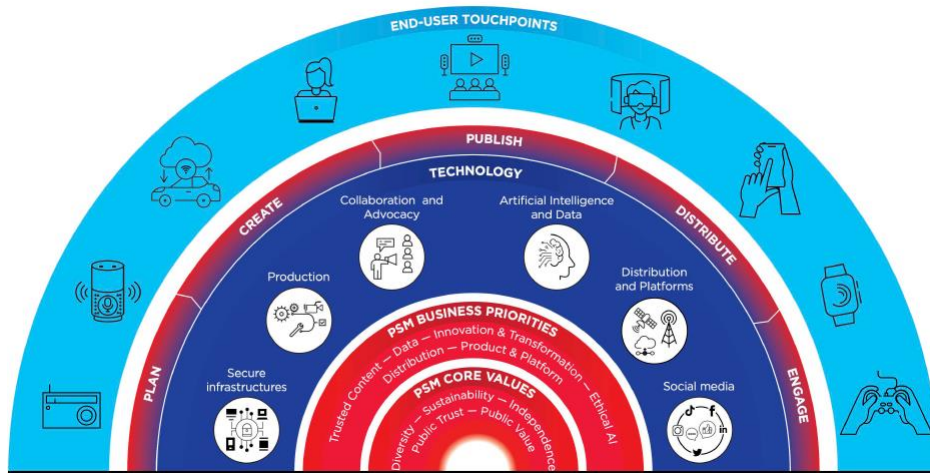 END-USER TOUCHPOINTS
PLAN
CREATE
PUBLISH
DISTRIBUTE
ENGAGE
TECHNOLOGY
Secure
infrastructures
Production
Collaboration and
Advocacy
Artificial Intelligence
and Data
Distribution
and Platforms
Social media
PSM BUSINESS PRIORITIES
Trusted Content — Data — Innovation & Transformation — Ethical AI
Distribution — Product & Platform
PSM CORE VALUES
Diversity — Sustainability — Independence
Public Trust — Public Value